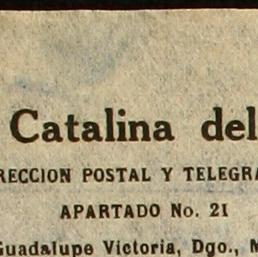 Catalina del
RECCION POSTAL Y TELEGRA
APARTADO No. 21
Guadalupe Victoria, Dgo., M